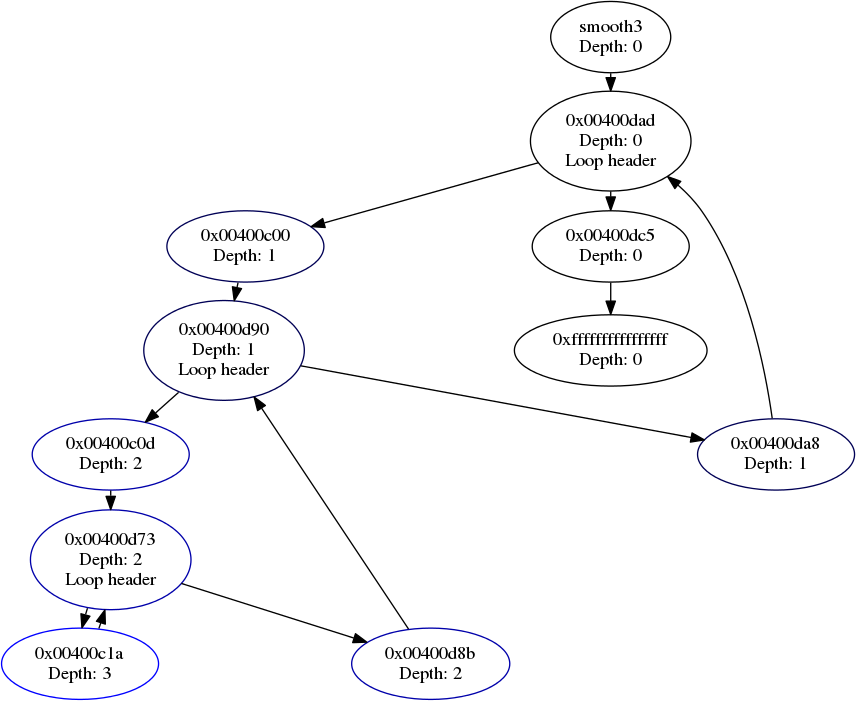 smooth3
Depth: 0
0x00400dad
Depth: 0
Loop header
0x00400c00
Depth: 1
0x00400dc5
Depth: 0
0x00400d90
Depth: 1
Loop header
0xffffffffffffffff
Depth: 0
0x00400c0d
Depth: 2
0x00400da8
Depth: 1
0x00400d73
Depth: 2
Loop header
0x00400c1a
Depth: 3
0x00400d8b
Depth: 2